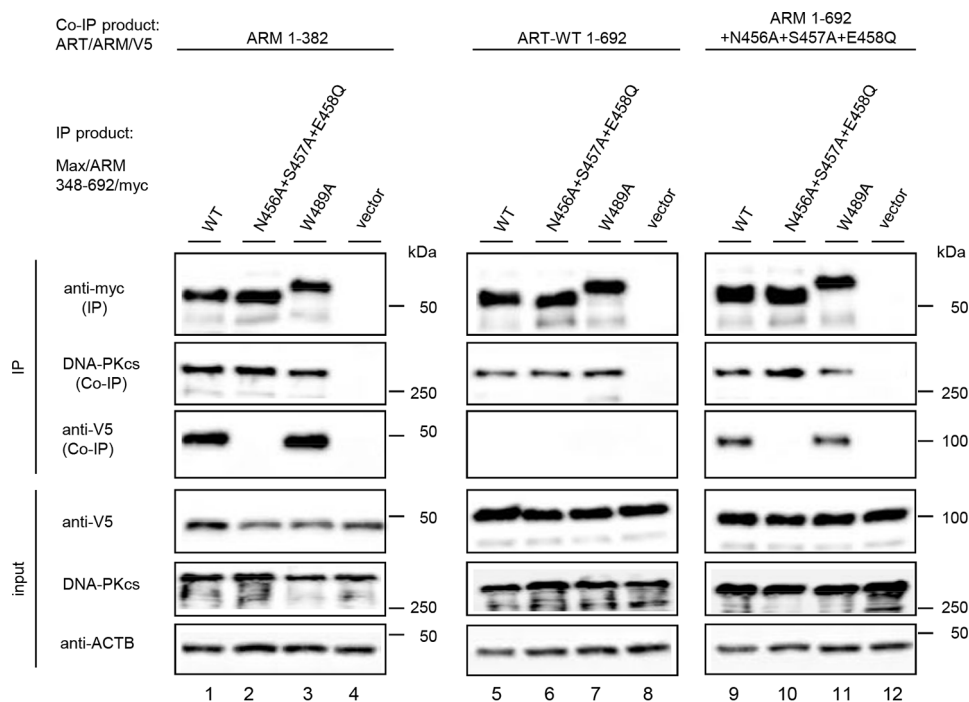 Co-IP product:
ART/ARM/V5
ARM 1-382
ART-WT 1-692
ARM 1-692
+N456A+S457A+E458Q
IP product:
Max/ARM
348-692/myc
WT
N456A+S457A+E458Q
W489A
vector
WT
N456A+S457A+E458Q
W489A
vector
WT
N456A+S457A+E458Q
W489A
vector
kDa
kDa
kDa
IP
anti-myc
(IP)
50
50
50
DNA-PKcs
(Co-IP)
250
250
250
anti-V5
(Co-IP)
50
100
input
anti-V5
50
100
DNA-PKcs
250
250
anti-ACTB
50
50
1 2 3 4 5 6 7 8 9 10 11 12